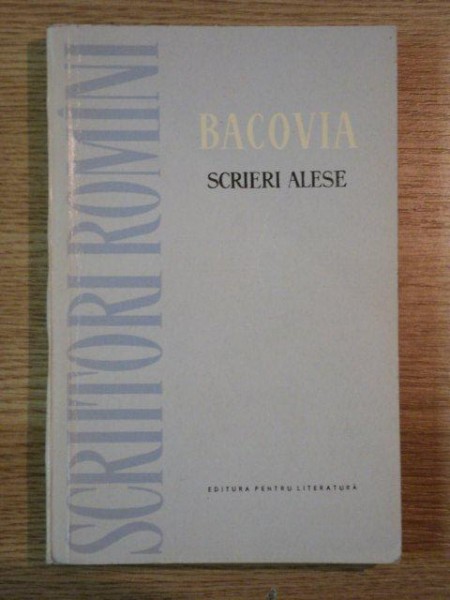 SCRIITORI ROMÎNI
BACOVIA
SCRIERI ALESE
EDITURA PENTRU LITERATURĂ